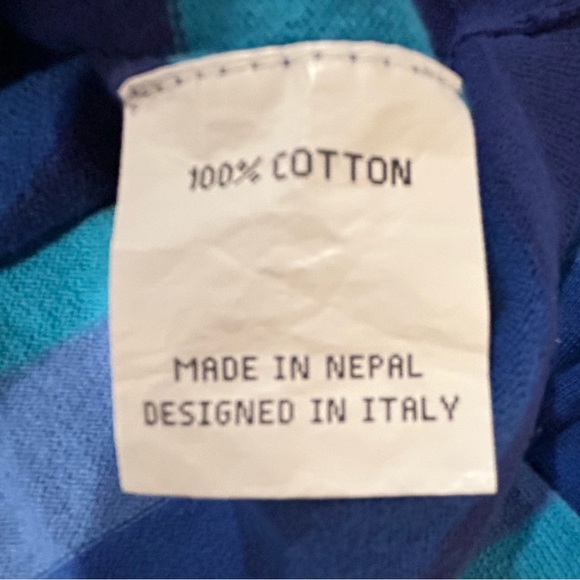 100% COTTON
MADE IN NEPAL
DESIGNED IN ITALY